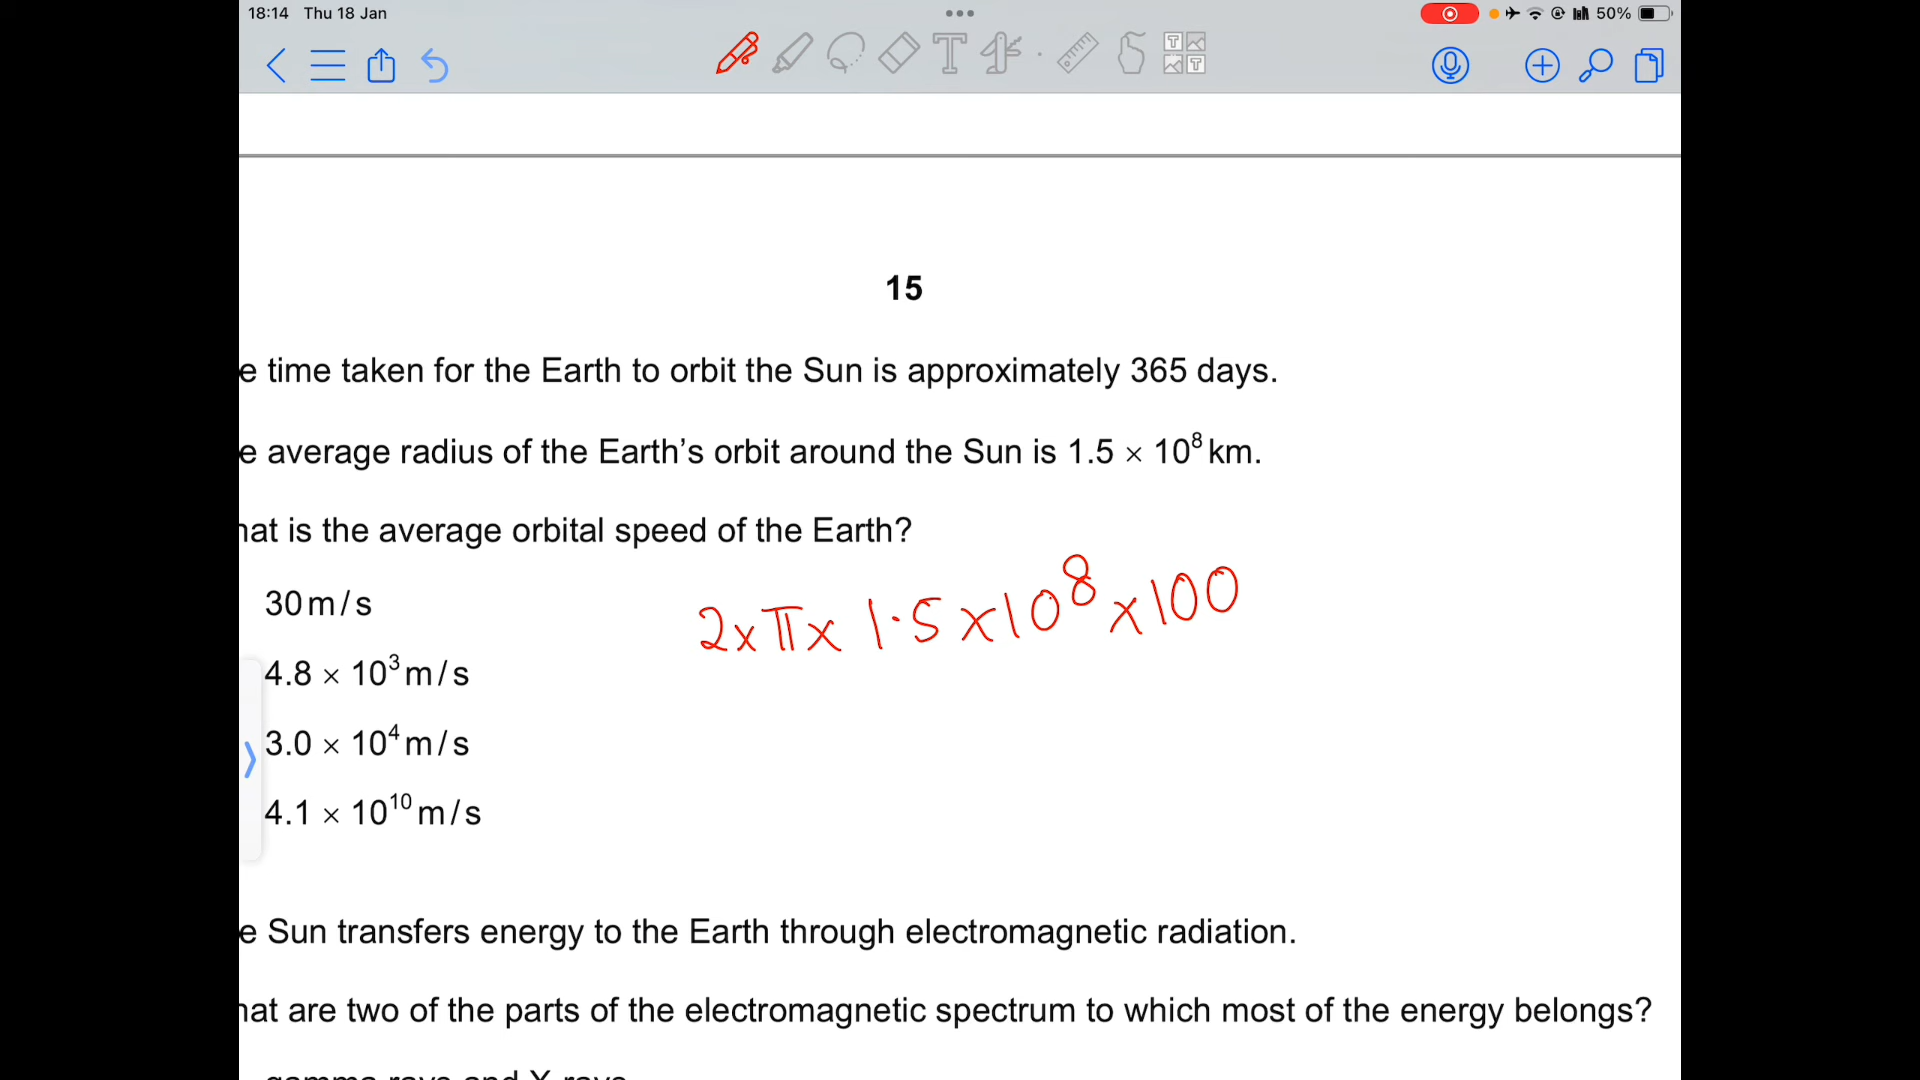 18:14 Thu 18 Jan
50%
15
e time taken for the Earth to orbit the Sun is approximately 365 days.
e average radius of the Earth’s orbit around the Sun is 1.5 × 10⁸ km.
hat is the average orbital speed of the Earth?
30 m / s
2×π× 1.5 ×10⁸ ×100
4.8 × 10³ m / s
3.0 × 10⁴ m / s
4.1 × 10¹⁰ m / s
e Sun transfers energy to the Earth through electromagnetic radiation.
hat are two of the parts of the electromagnetic spectrum to which most of the energy belongs?
gamma rays and X-rays